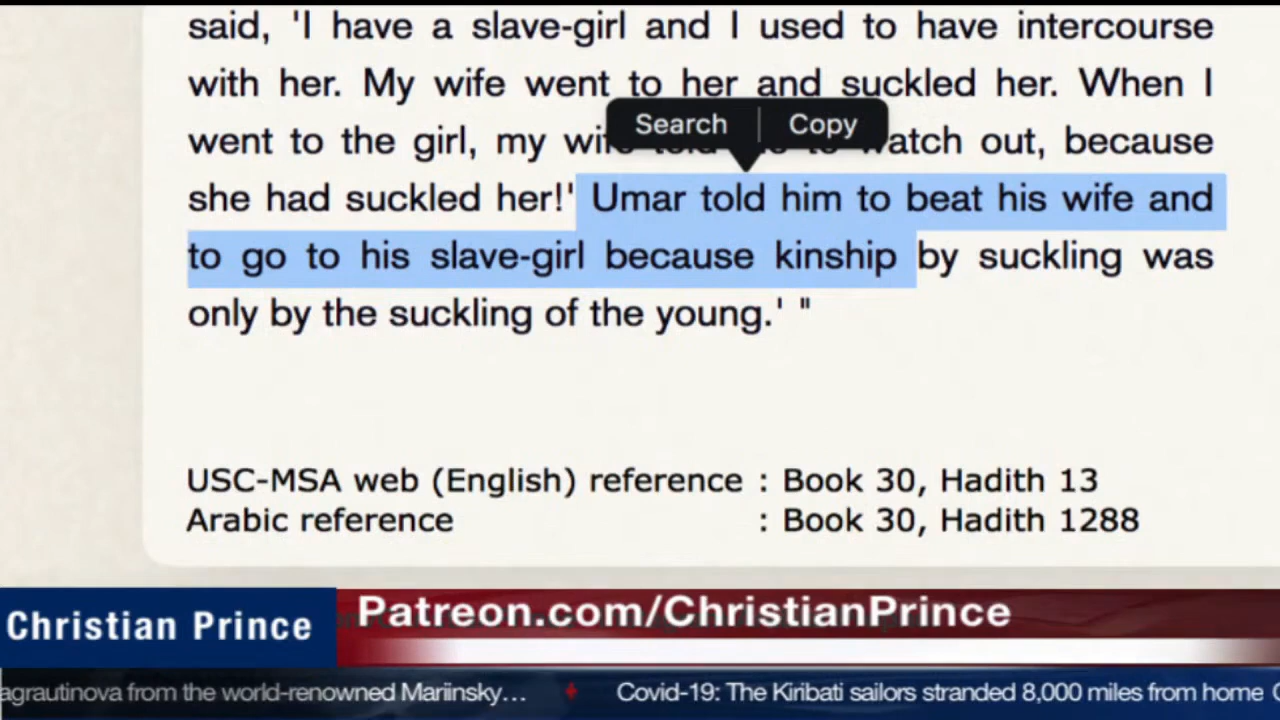 said, 'I have a slave-girl and I used to have intercourse
with her. My wife went to her and suckled her. When I
Search Copy
went to the girl, my wife told to watch out, because
she had suckled her!' Umar told him to beat his wife and
to go to his slave-girl because kinship by suckling was
only by the suckling of the young.' "
USC-MSA web (English) reference : Book 30, Hadith 13
Arabic reference : Book 30, Hadith 1288
Christian Prince
Patreon.com/ChristianPrince
agrautinova from the world-renowned Mariinsky... Covid-19: The Kiribati sailors stranded 8,000 miles from home